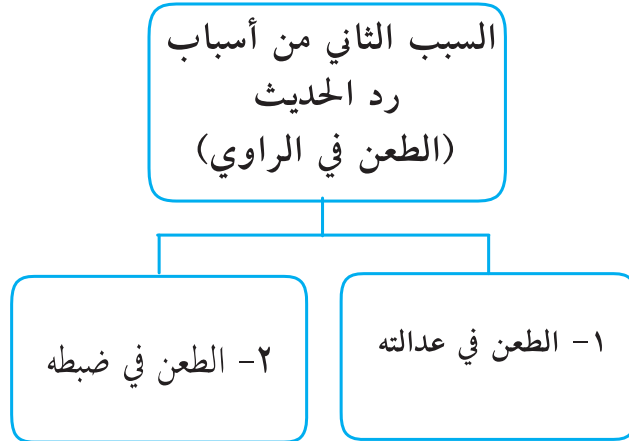 السبب الثاني من أسباب
رد الحديث
(الطعن في الراوي)
١- الطعن في عدالته
٢- الطعن في ضبطه